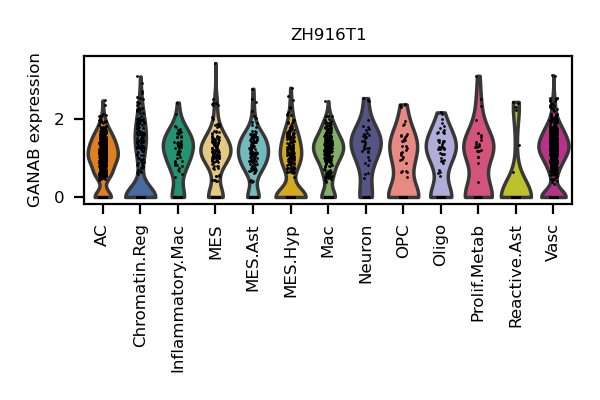 ZH916T1
GANAB expression
2
0
AC
Chromatin.Reg
Inflammatory.Mac
MES
MES.Ast
MES.Hyp
Mac
Neuron
OPC
Oligo
Prolif.Metab
Reactive.Ast
Vasc